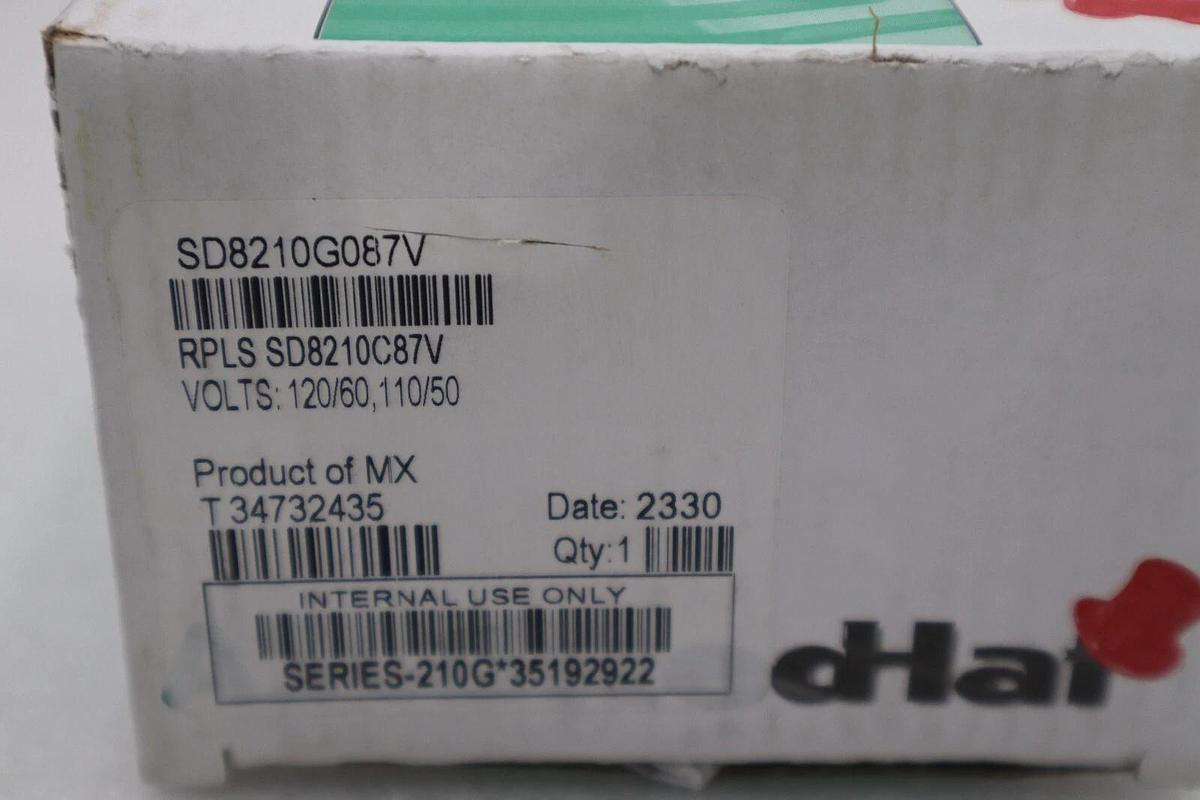 SD8210G087V
RPLS SD8210C87V
VOLTS: 120/60,110/50
Product of MX
T 34732435
Date: 2330
Qty:1
INTERNAL USE ONLY
SERIES-210G*35192922
dHai